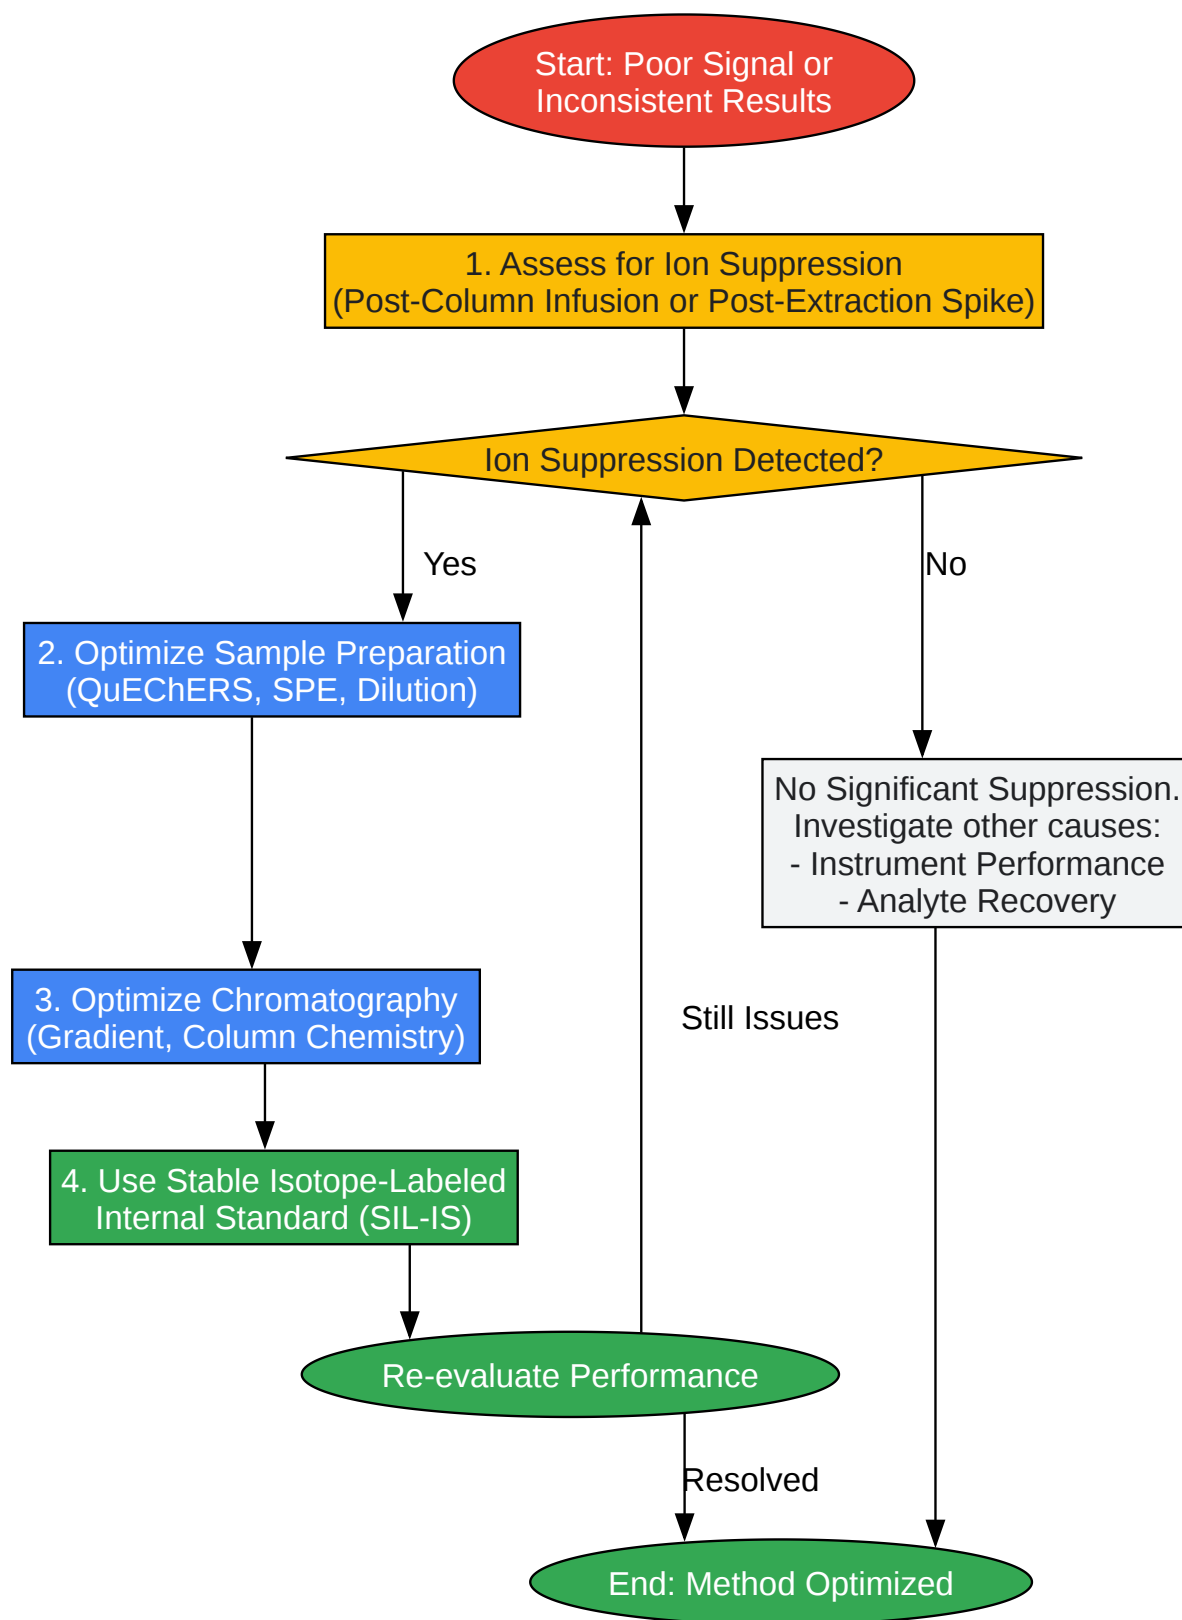 Start: Poor Signal or
Inconsistent Results
1. Assess for Ion Suppression
(Post-Column Infusion or Post-Extraction Spike)
Ion Suppression Detected?
Yes
No
2. Optimize Sample Preparation
(QuEChERS, SPE, Dilution)
No Significant Suppression.
Investigate other causes:
- Instrument Performance
- Analyte Recovery
3. Optimize Chromatography
(Gradient, Column Chemistry)
Still Issues
4. Use Stable Isotope-Labeled
Internal Standard (SIL-IS)
Re-evaluate Performance
Resolved
End: Method Optimized